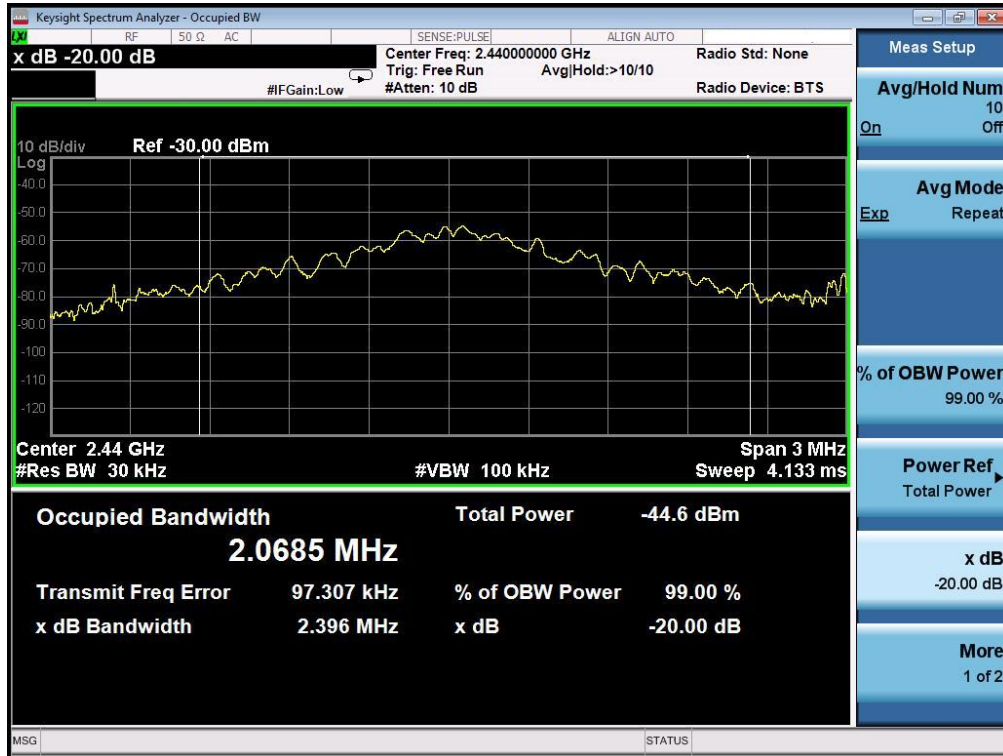 Keysight Spectrum Analyzer - Occupied BW
LXI RF 50 Ω AC SENSE:PULSE ALIGN AUTO
x dB -20.00 dB
Center Freq: 2.440000000 GHz Radio Std: None
Trig: Free Run Avg|Hold:>10/10
#IFGain:Low #Atten: 10 dB Radio Device: BTS
10 dB/div Ref -30.00 dBm
Log
-40.0
-50.0
-60.0
-70.0
-80.0
-90.0
-100
-110
-120
Center 2.44 GHz Span 3 MHz
#Res BW 30 kHz #VBW 100 kHz Sweep 4.133 ms
Occupied Bandwidth Total Power -44.6 dBm
2.0685 MHz
Transmit Freq Error 97.307 kHz % of OBW Power 99.00 %
x dB Bandwidth 2.396 MHz x dB -20.00 dB
MSG STATUS
Meas Setup
Avg/Hold Num
10
On Off
Avg Mode
Exp Repeat
% of OBW Power
99.00 %
Power Ref
Total Power
x dB
-20.00 dB
More
1 of 2